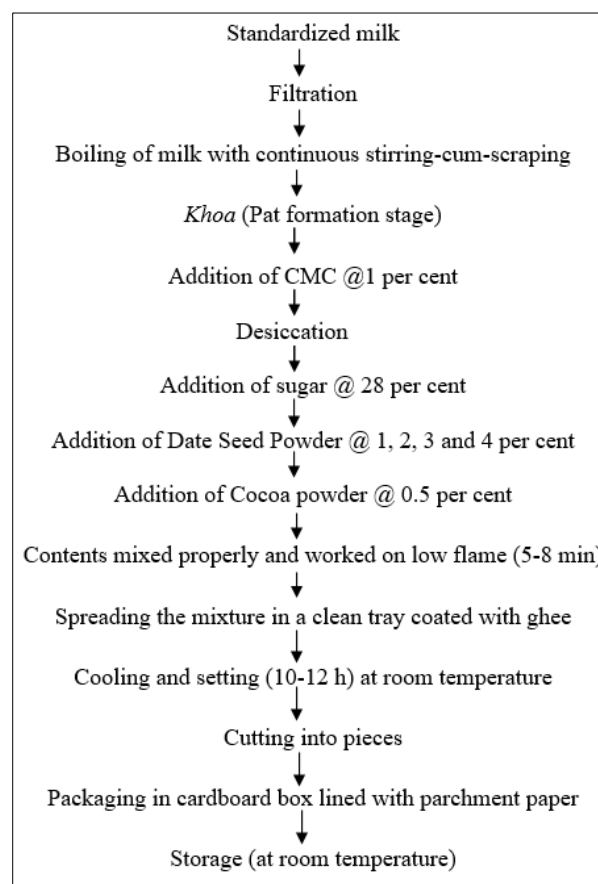 Standardized milk
Filtration
Boiling of milk with continuous stirring-cum-scraping
Khoa (Pat formation stage)
Addition of CMC @1 per cent
Desiccation
Addition of sugar @ 28 per cent
Addition of Date Seed Powder @ 1, 2, 3 and 4 per cent
Addition of Cocoa powder @ 0.5 per cent
Contents mixed properly and worked on low flame (5-8 min)
Spreading the mixture in a clean tray coated with ghee
Cooling and setting (10-12 h) at room temperature
Cutting into pieces
Packaging in cardboard box lined with parchment paper
Storage (at room temperature)